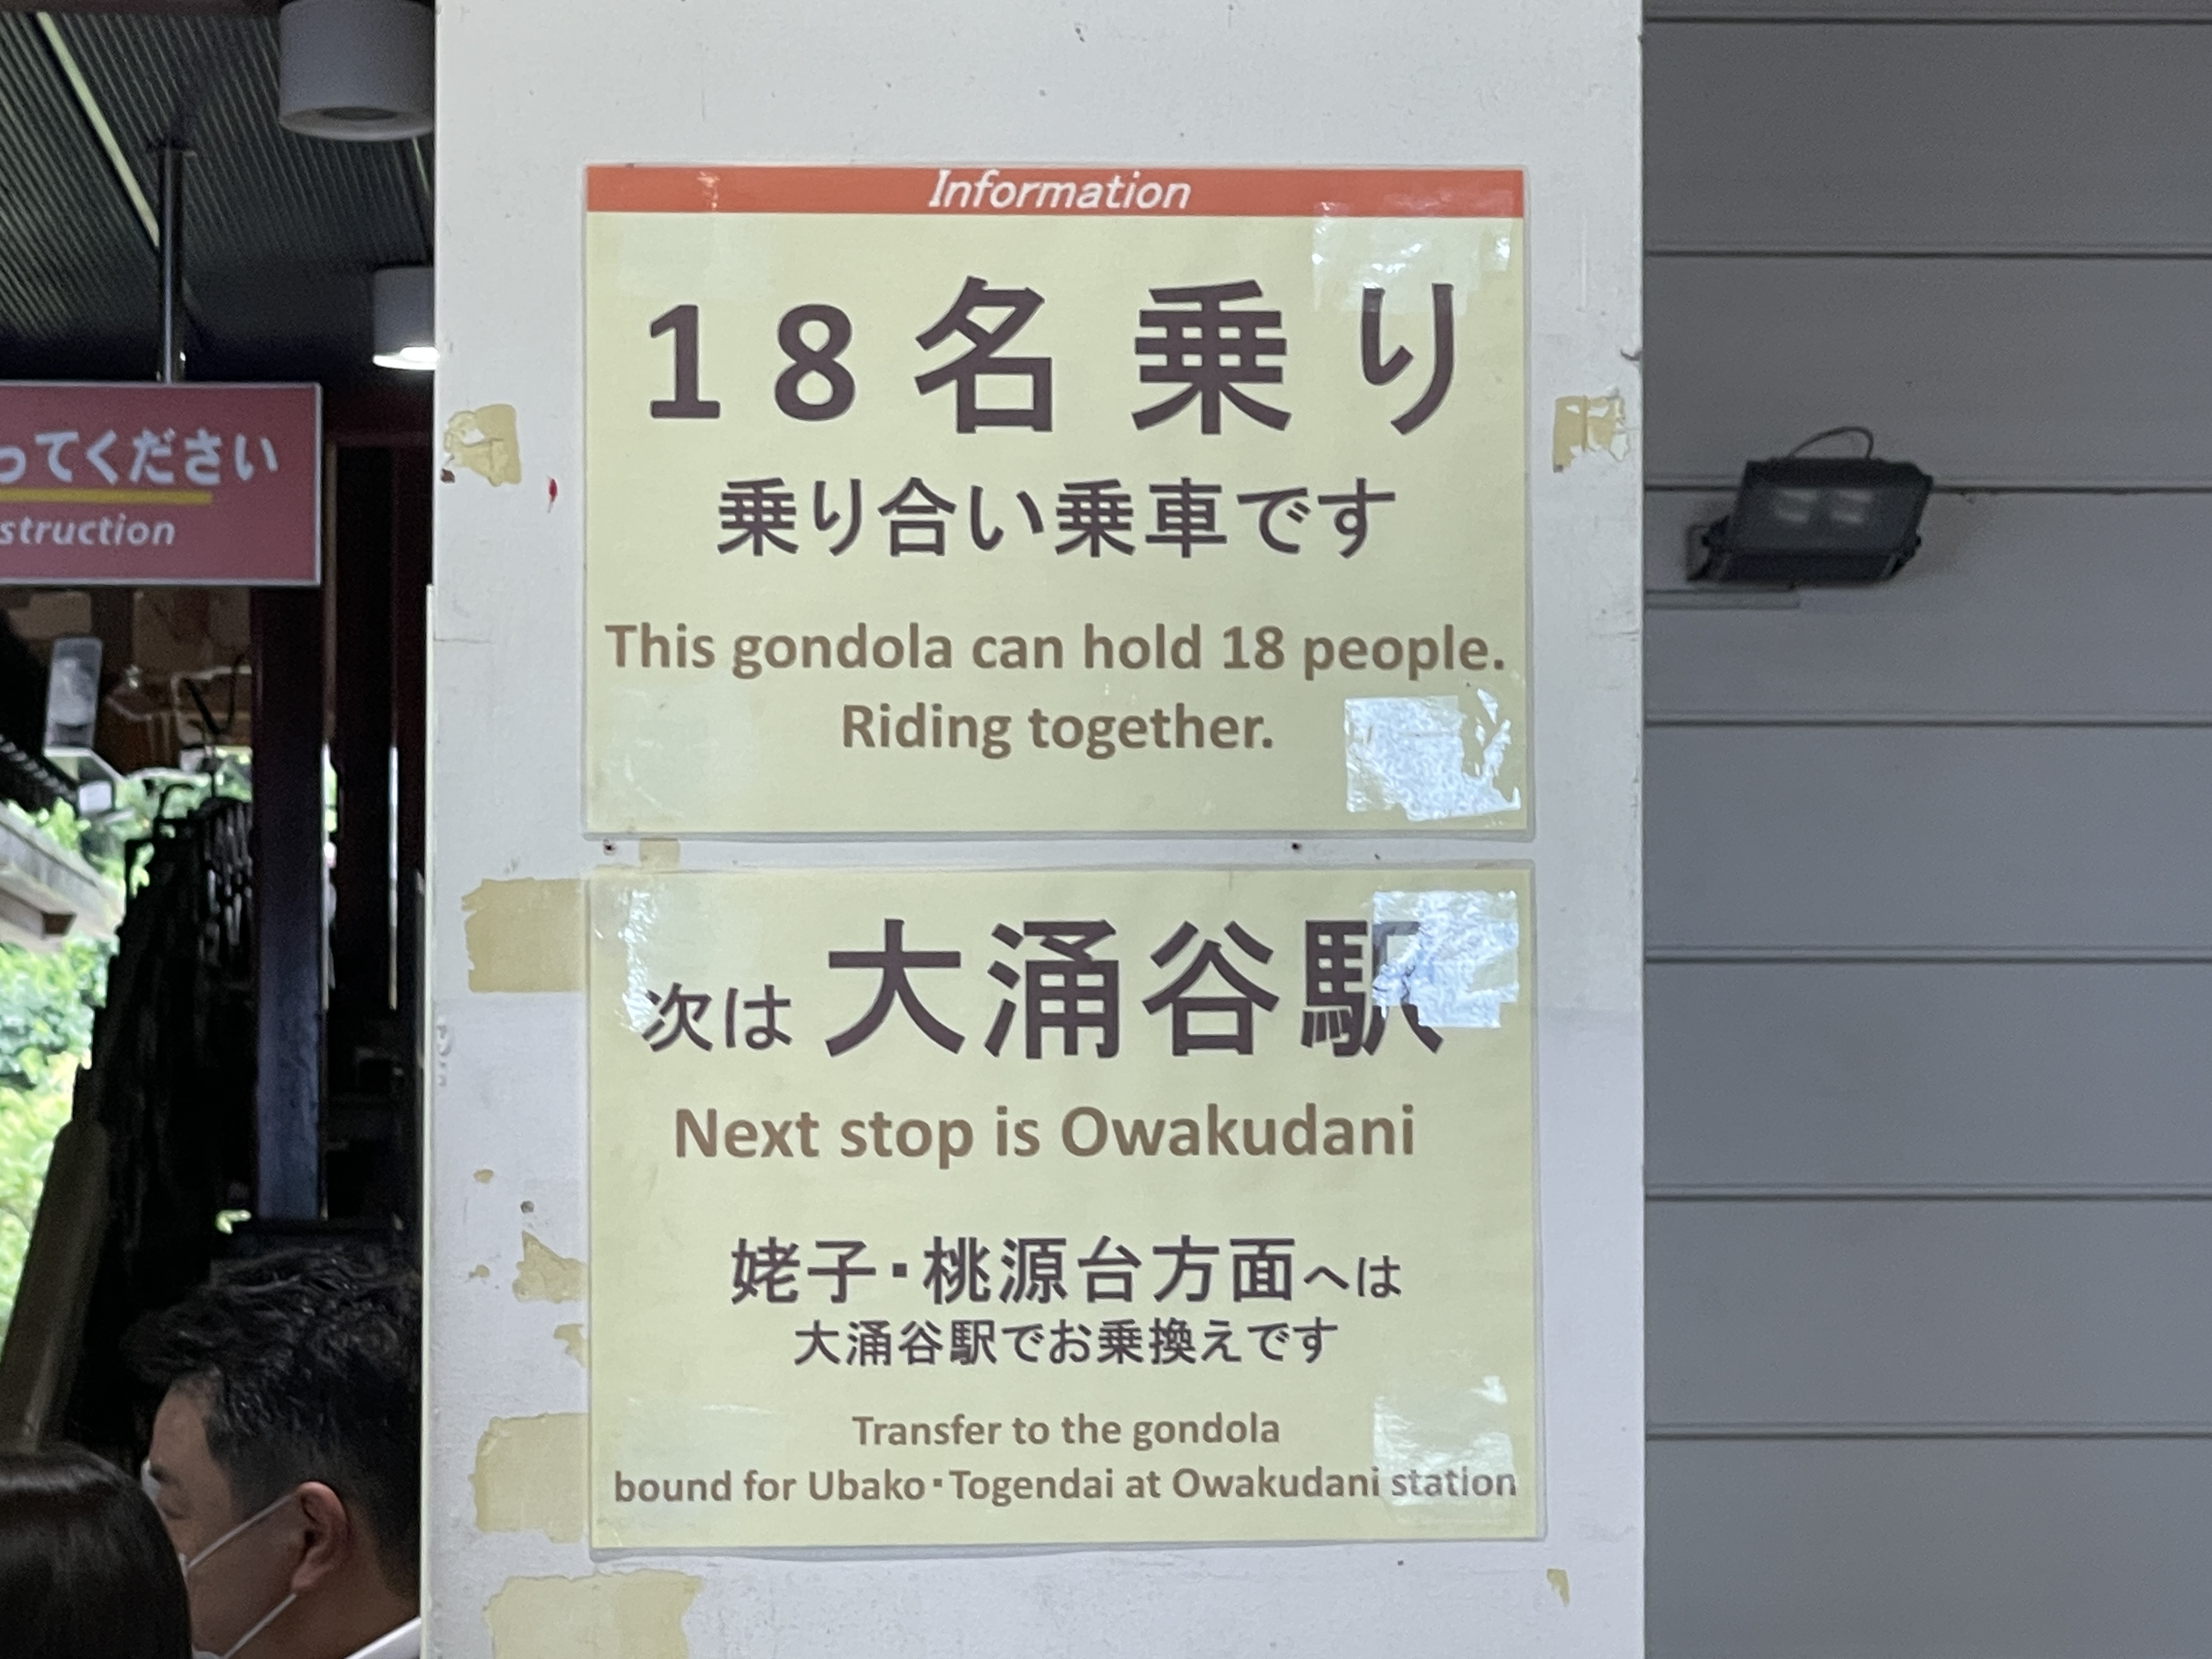 ってください
struction
Information
18名乗り
乗り合い乗車です
This gondola can hold 18 people.
Riding together.
次は 大涌谷駅
Next stop is Owakudani
姥子・桃源台方面へは
大涌谷駅でお乗換えです
Transfer to the gondola
bound for Ubako・Togendai at Owakudani station